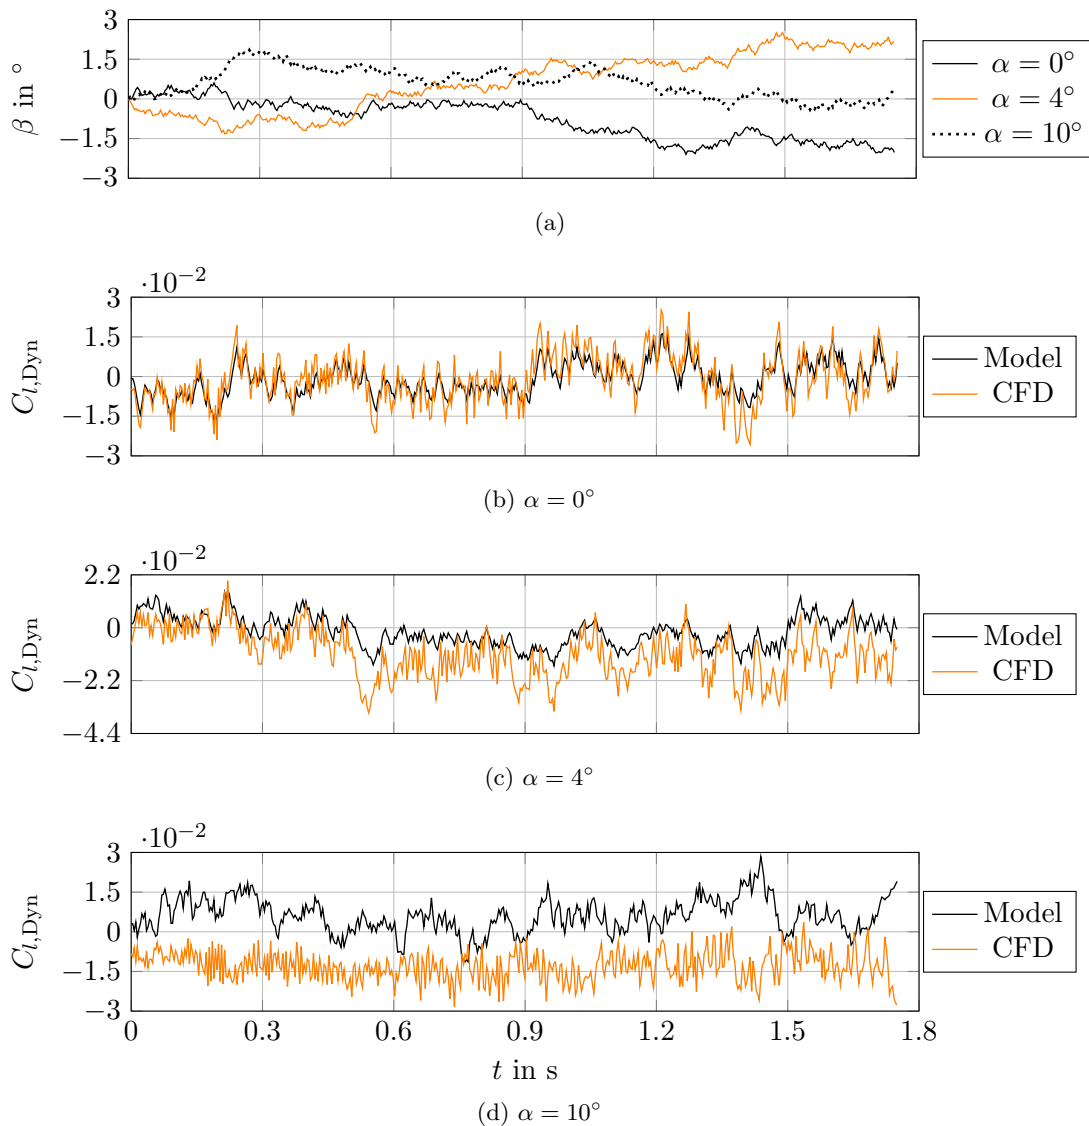 3
1.5
0
−1.5
−3
β in °
α = 0°
α = 4°
α = 10°
(a)
·10−2
3
1.5
0
−1.5
−3
Cl,Dyn
Model
CFD
(b) α = 0°
·10−2
2.2
0
−2.2
−4.4
Cl,Dyn
Model
CFD
(c) α = 4°
·10−2
3
1.5
0
−1.5
−3
Cl,Dyn
Model
CFD
0 0.3 0.6 0.9 1.2 1.5 1.8
t in s
(d) α = 10°